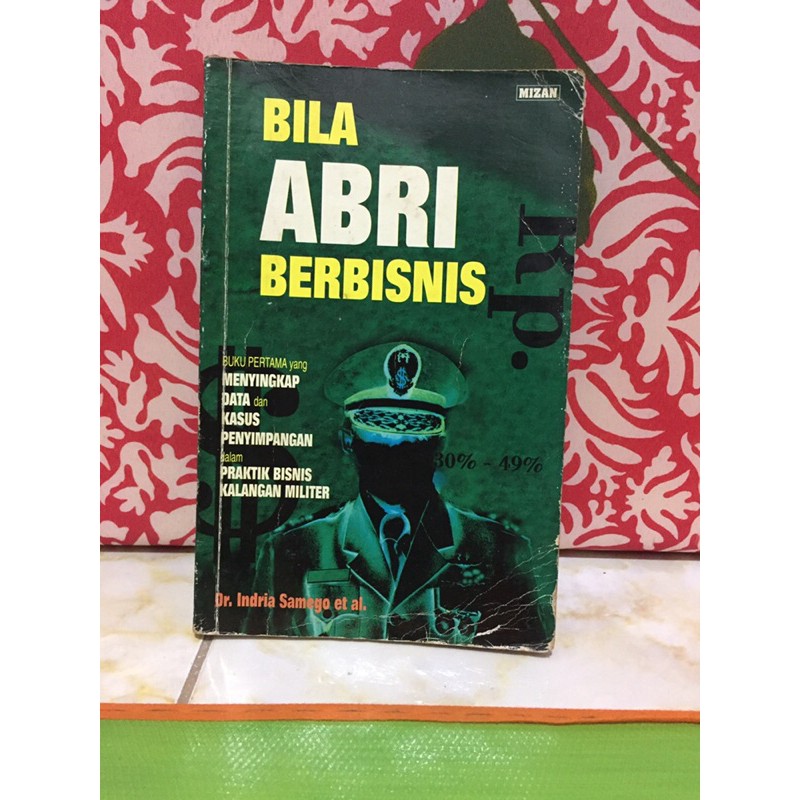 MIZAN
BILA
ABRI
BERBISNIS
Rp.
$
BUKU PERTAMA yang
MENYINGKAP
DATA dan
KASUS
PENYIMPANGAN
dalam
PRAKTIK BISNIS
KALANGAN MILITER
30% - 49%
Dr. Indria Samego et al.